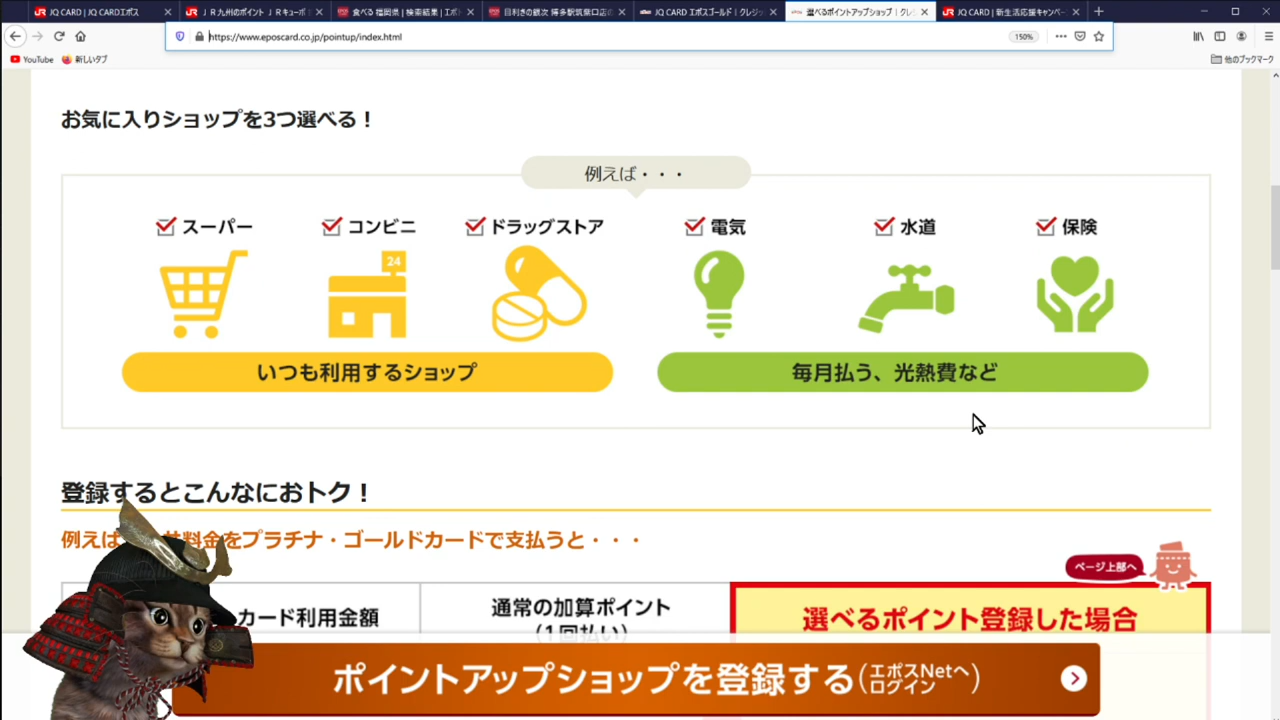 JQ CARD | JQ CARDエポス
ＪＲ九州のポイント ＪＲキューポ
食べる 福岡県 | 検索結果 | エポ
目利きの銀次 博多駅筑紫口店の
JQ CARD エポスゴールド｜クレジッ
選べるポイントアップショップ｜クレ
JQ CARD | 新生活応援キャンペー
https://www.eposcard.co.jp/pointup/index.html
150%
YouTube
新しいタブ
他のブックマーク
お気に入りショップを3つ選べる！
例えば・・・
スーパー
コンビニ
ドラッグストア
電気
水道
保険
24
いつも利用するショップ
毎月払う、光熱費など
登録するとこんなにおトク！
例えば
料金をプラチナ・ゴールドカードで支払うと・・・
ページ上部へ
カード利用金額
通常の加算ポイント
（1回払い）
選べるポイント登録した場合
ポイントアップショップを登録する（エポスNetへログイン）